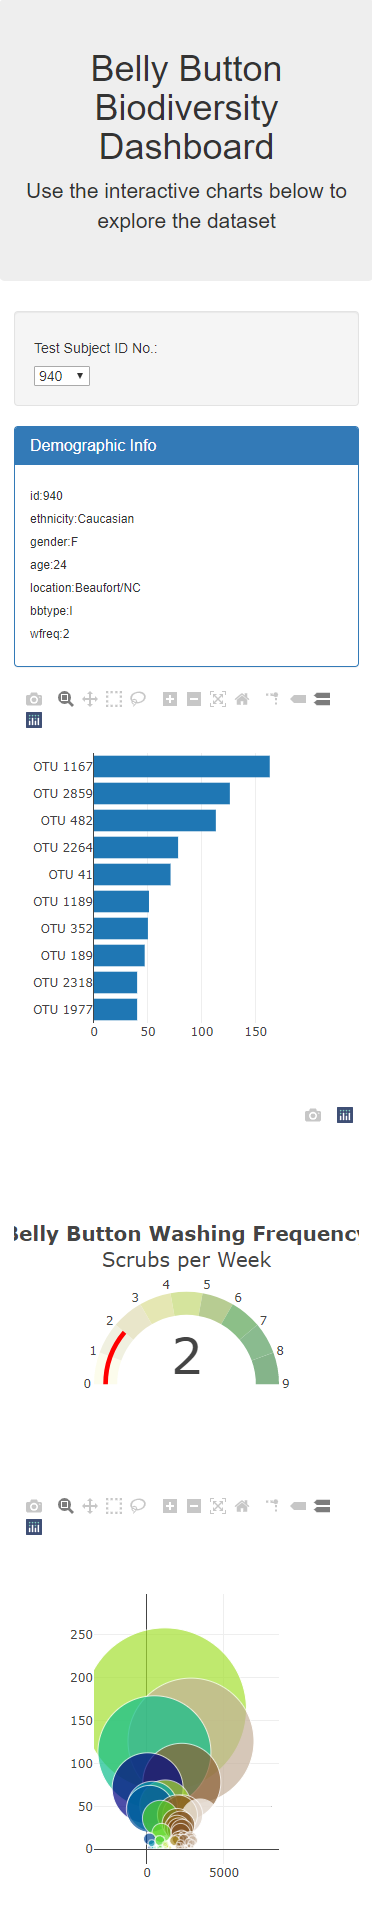 Belly Button
Biodiversity
Dashboard
Use the interactive charts below to
explore the dataset
Test Subject ID No.:
940
Demographic Info
id:940
ethnicity:Caucasian
gender:F
age:24
location:Beaufort/NC
bbtype:I
wfreq:2
OTU 1167
OTU 2859
OTU 482
OTU 2264
OTU 41
OTU 1189
OTU 352
OTU 189
OTU 2318
OTU 1977
0 50 100 150
Belly Button Washing Frequency
Scrubs per Week
0 1 2 3 4 5 6 7 8 9
2
250
200
150
100
50
0
0 5000